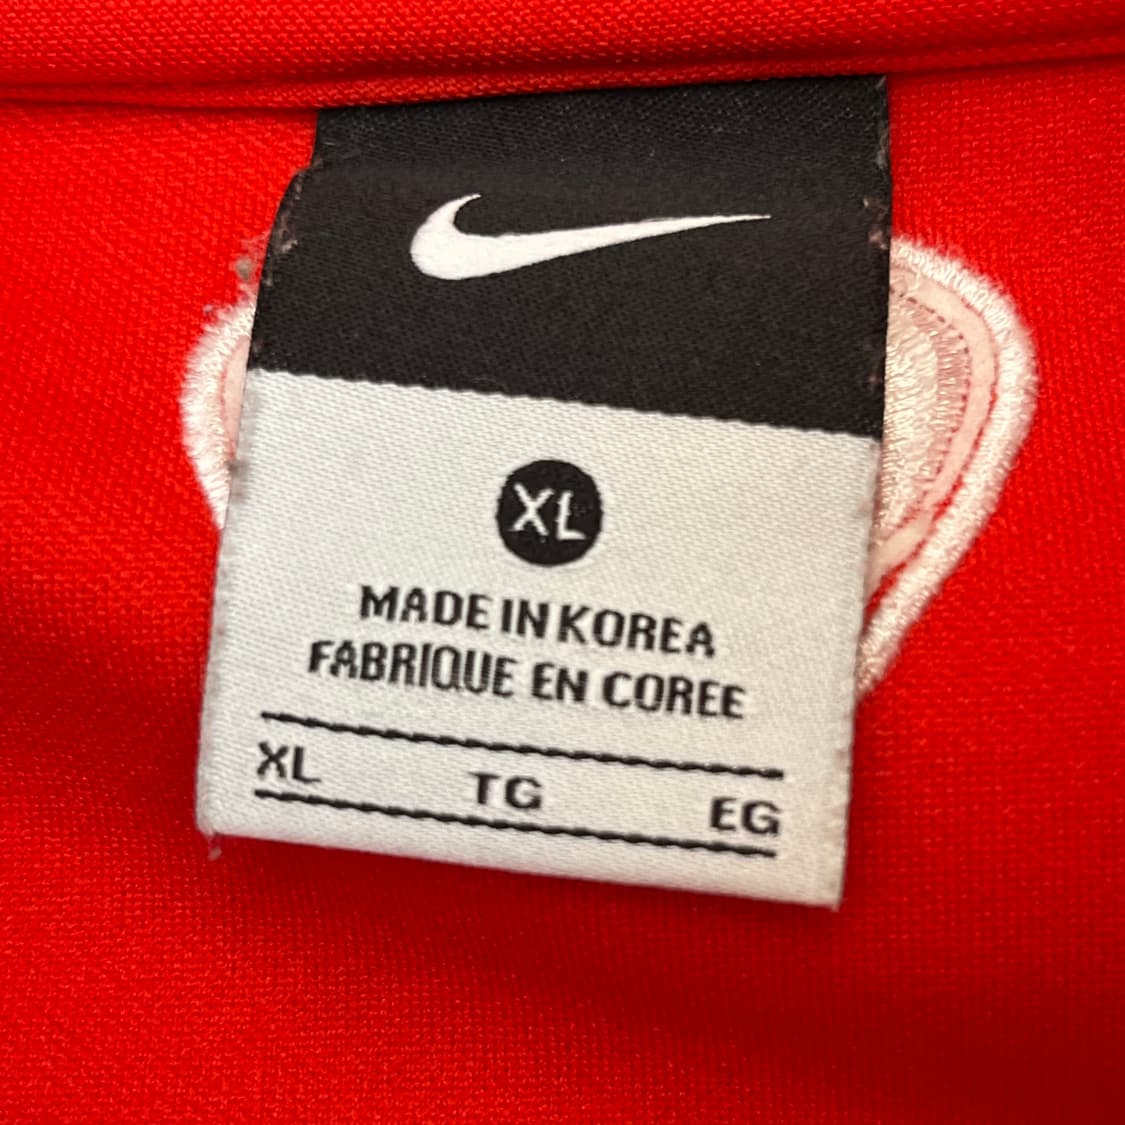 XL
MADE IN KOREA
FABRIQUE EN COREE
XL TG EG